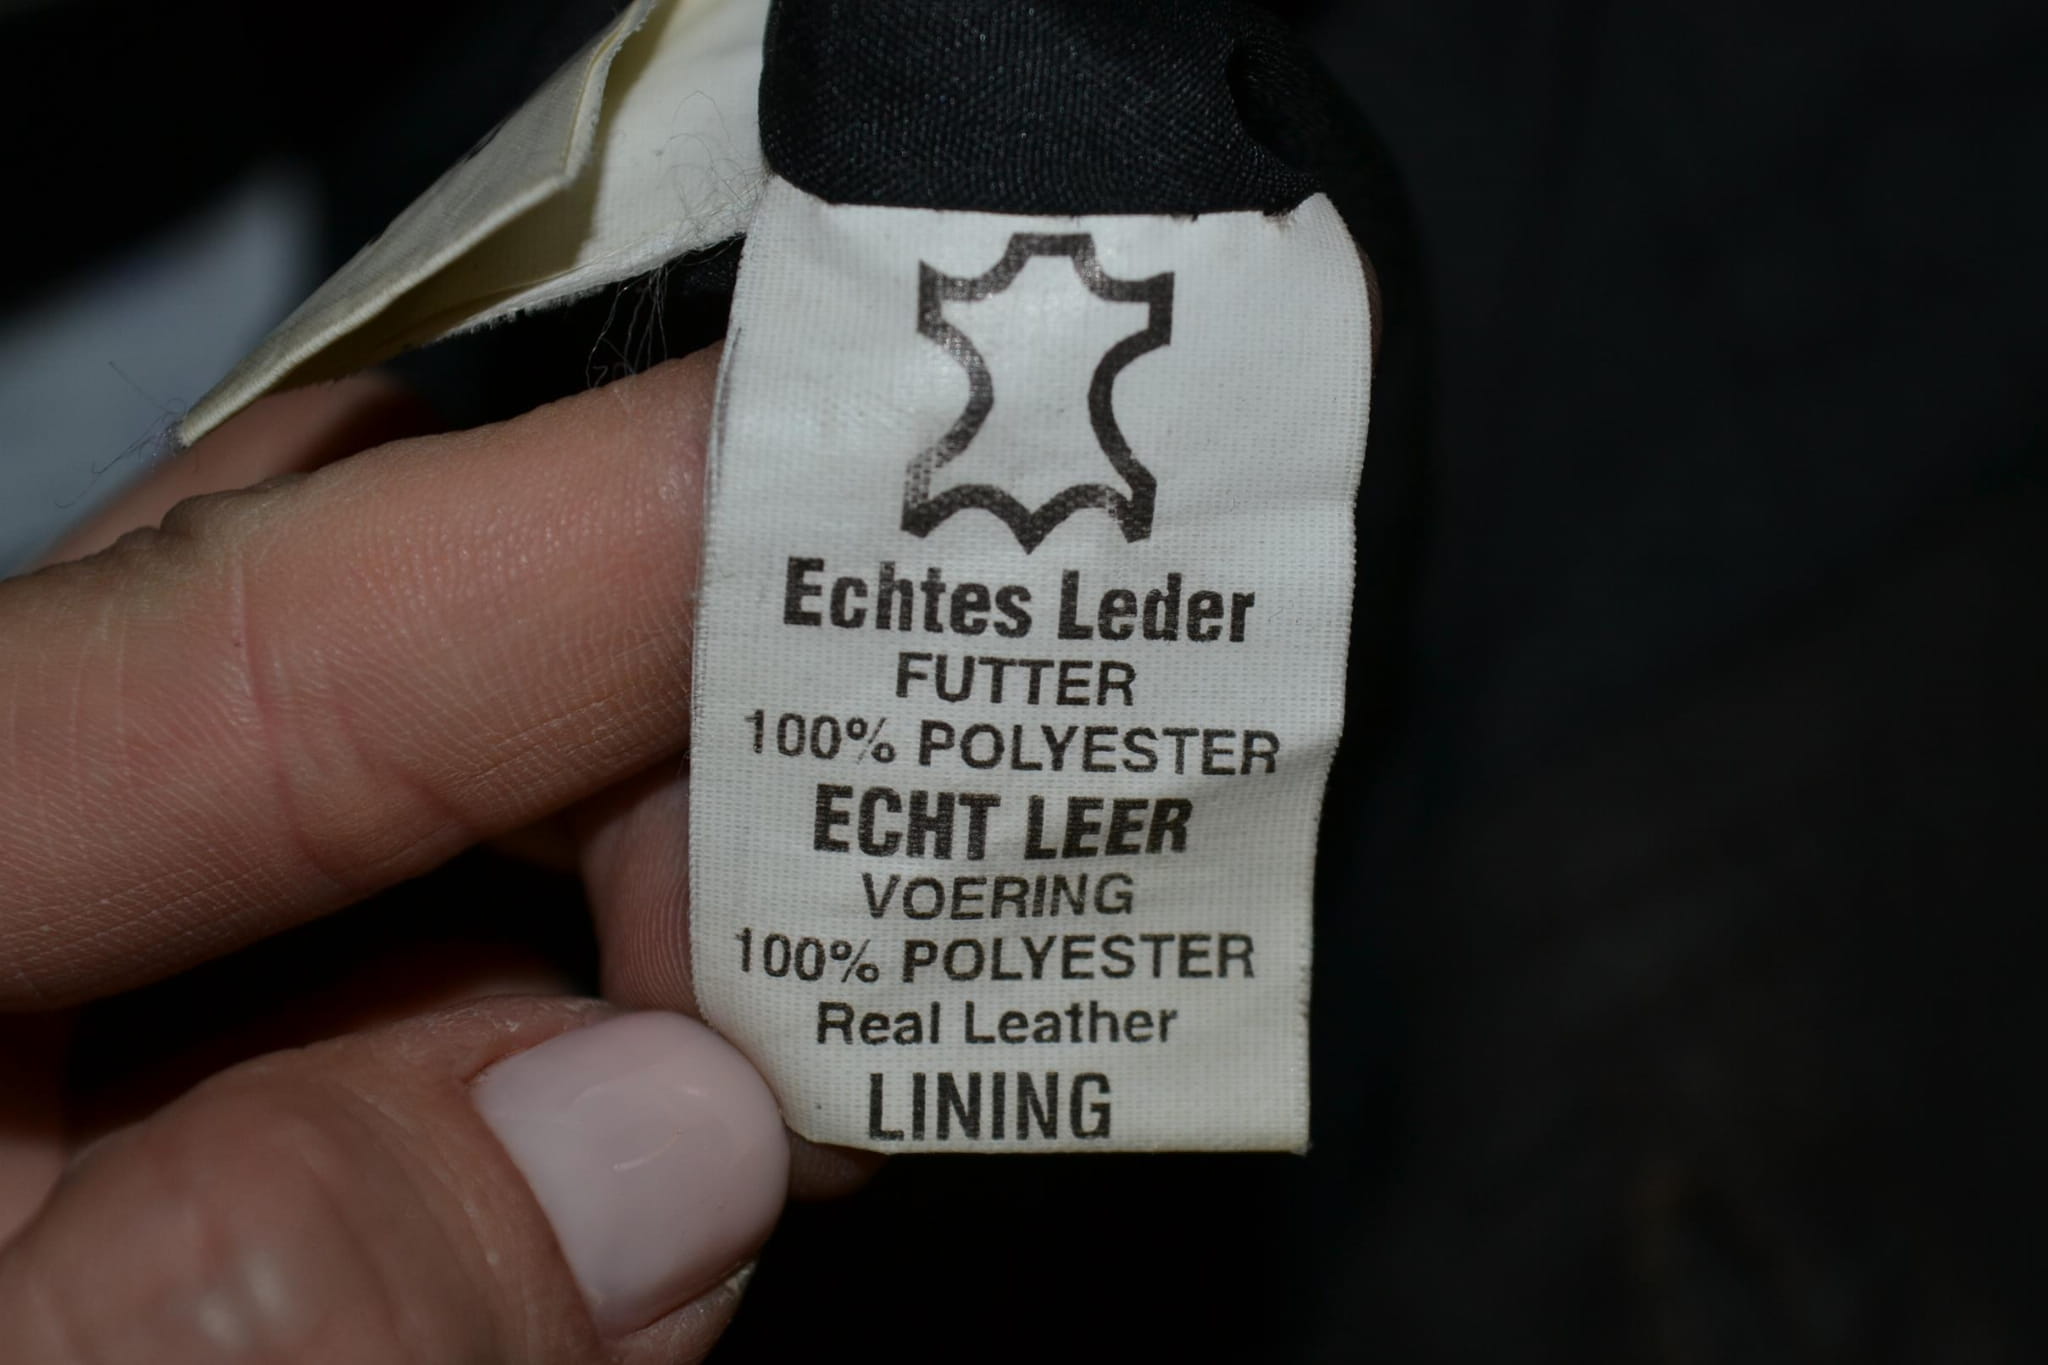 Echtes Leder
FUTTER
100% POLYESTER
ECHT LEER
VOERING
100% POLYESTER
Real Leather
LINING